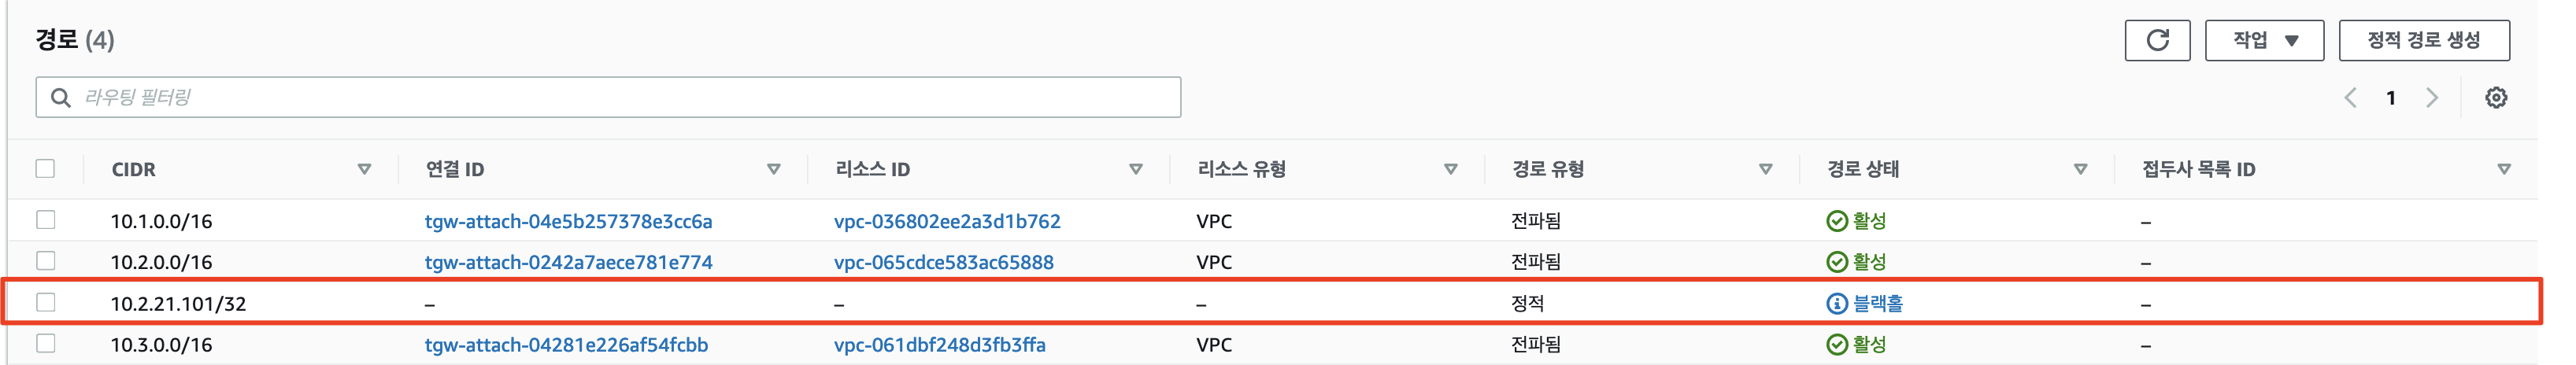 경로 (4)
작업 ▼
정적 경로 생성
라우팅 필터링
1
CIDR 연결 ID 리소스 ID 리소스 유형 경로 유형 경로 상태 접두사 목록 ID
10.1.0.0/16 tgw-attach-04e5b257378e3cc6a vpc-036802ee2a3d1b762 VPC 전파됨 활성 –
10.2.0.0/16 tgw-attach-0242a7aece781e774 vpc-065cdce583ac65888 VPC 전파됨 활성 –
10.2.21.101/32 – – – 정적 블랙홀 –
10.3.0.0/16 tgw-attach-04281e226af54fcbb vpc-061dbf248d3fb3ffa VPC 전파됨 활성 –